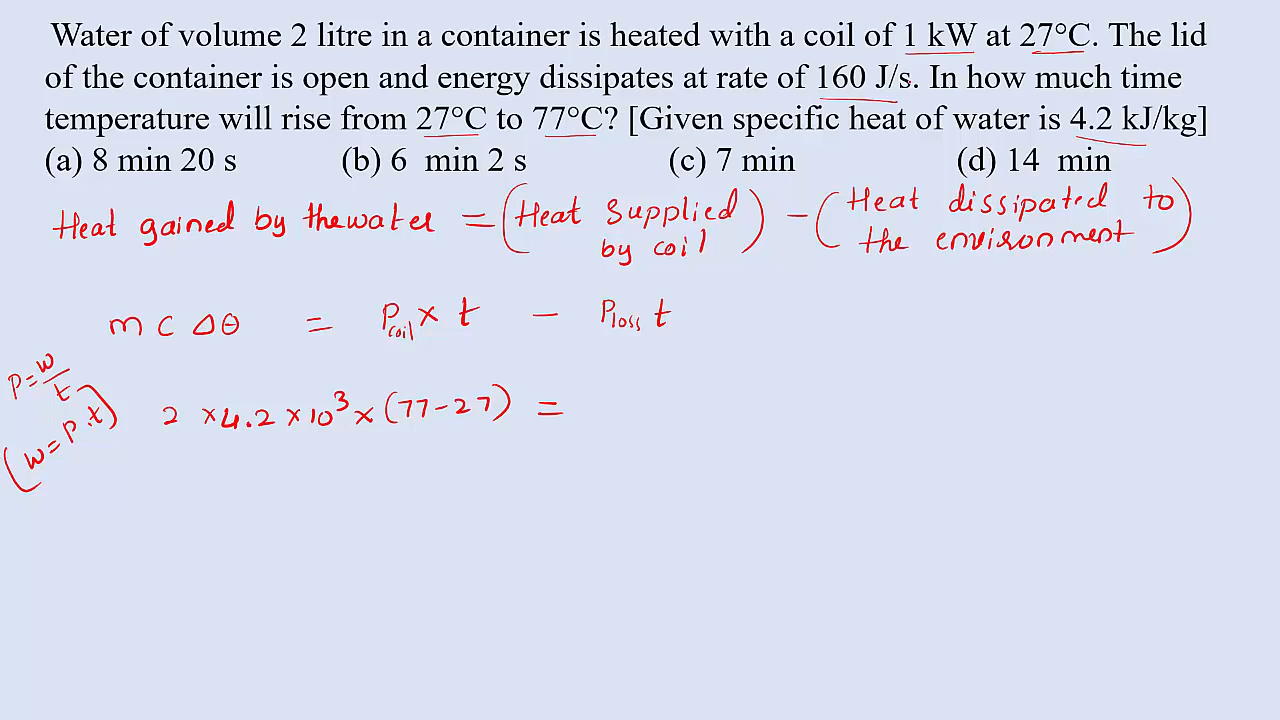 Water of volume 2 litre in a container is heated with a coil of 1 kW at 27°C. The lid
of the container is open and energy dissipates at rate of 160 J/s. In how much time
temperature will rise from 27°C to 77°C? [Given specific heat of water is 4.2 kJ/kg]
(a) 8 min 20 s (b) 6 min 2 s (c) 7 min (d) 14 min
Heat gained by the water = (Heat supplied by coil) - (Heat dissipated to the environment)
m c Δθ = P_coil × t - P_loss t
P = w/t
(w = P.t)
2 × 4.2 × 10³ × (77-27) =